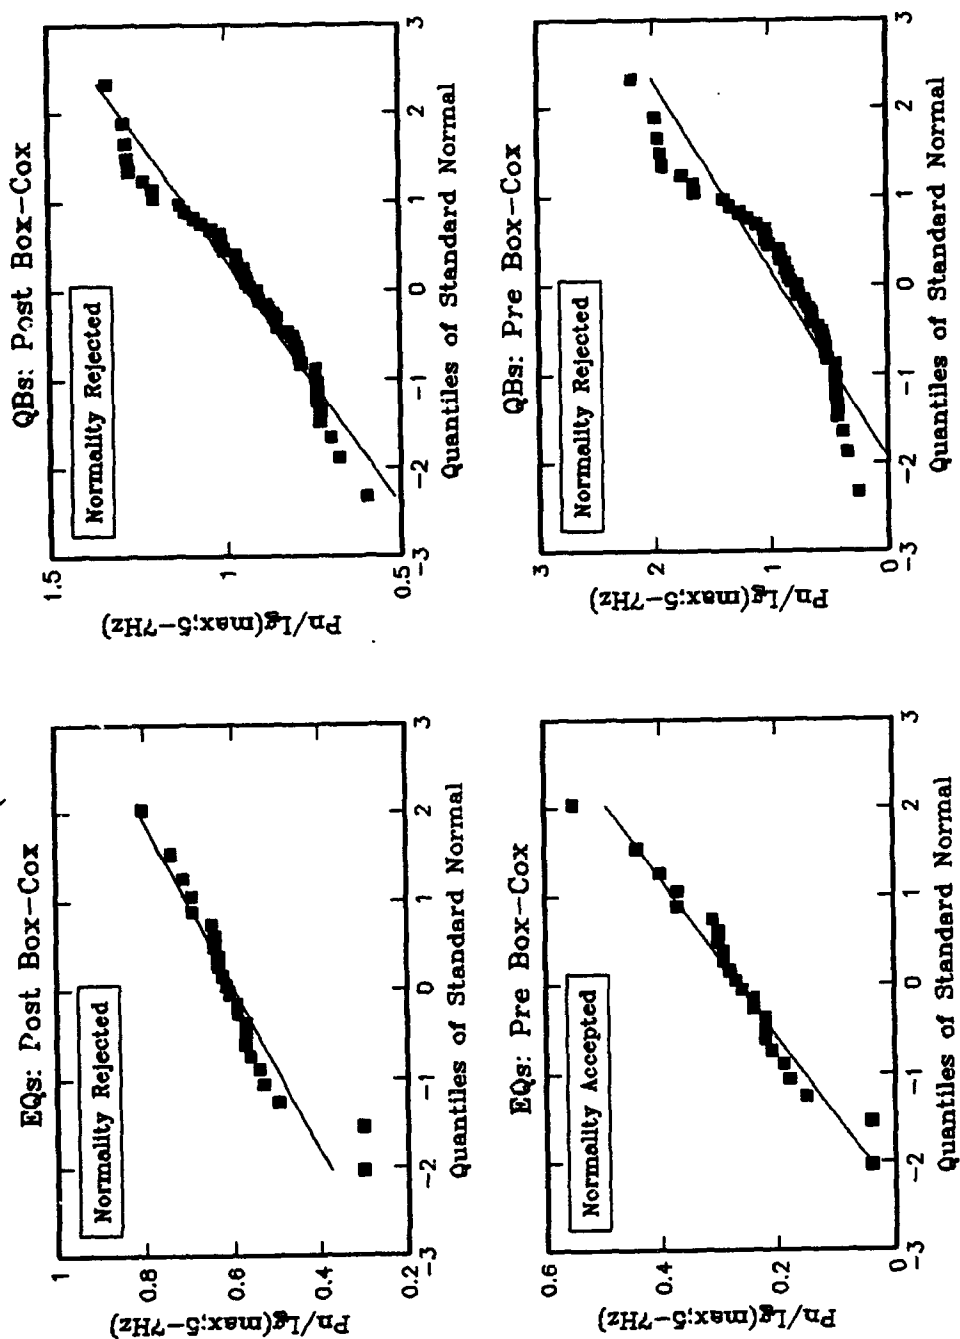 EQs: Post Box-Cox
Normality Rejected
Pn/Lg(max;5-7Hz)
1
0.8
0.6
0.4
0.2
-3
-2
-1
0
1
2
3
Quantiles of Standard Normal
QBs: Post Box-Cox
Normality Rejected
Pn/Lg(max;5-7Hz)
1.5
1
0.5
-3
-2
-1
0
1
2
3
Quantiles of Standard Normal
EQs: Pre Box-Cox
Normality Accepted
Pn/Lg(max;5-7Hz)
0.6
0.4
0.2
0
-3
-2
-1
0
1
2
3
Quantiles of Standard Normal
QBs: Pre Box-Cox
Normality Rejected
Pn/Lg(max;5-7Hz)
3
2
1
0
-3
-2
-1
0
1
2
3
Quantiles of Standard Normal